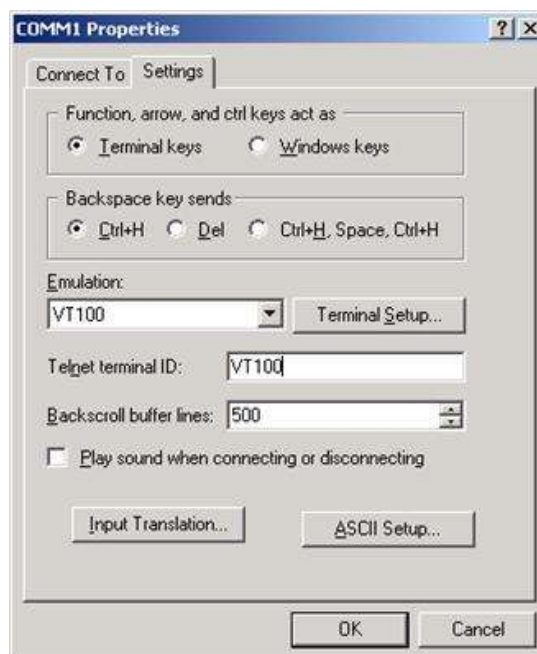 COMM1 Properties
Connect To Settings
Function, arrow, and ctrl keys act as
Terminal keys Windows keys
Backspace key sends
Ctrl+H Del Ctrl+H, Space, Ctrl+H
Emulation:
VT100 Terminal Setup...
Telnet terminal ID: VT100
Backscroll buffer lines: 500
Play sound when connecting or disconnecting
Input Translation... ASCII Setup...
OK Cancel